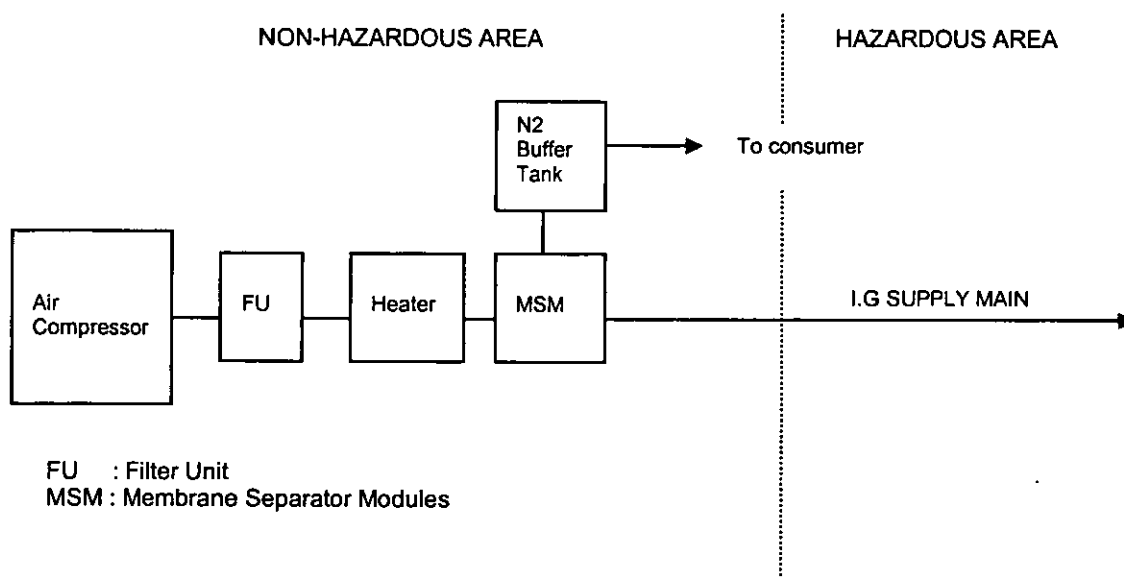 NON-HAZARDOUS AREA
HAZARDOUS AREA
N2
Buffer
Tank
To consumer
Air
Compressor
FU
Heater
MSM
I.G SUPPLY MAIN
FU : Filter Unit
MSM : Membrane Separator Modules